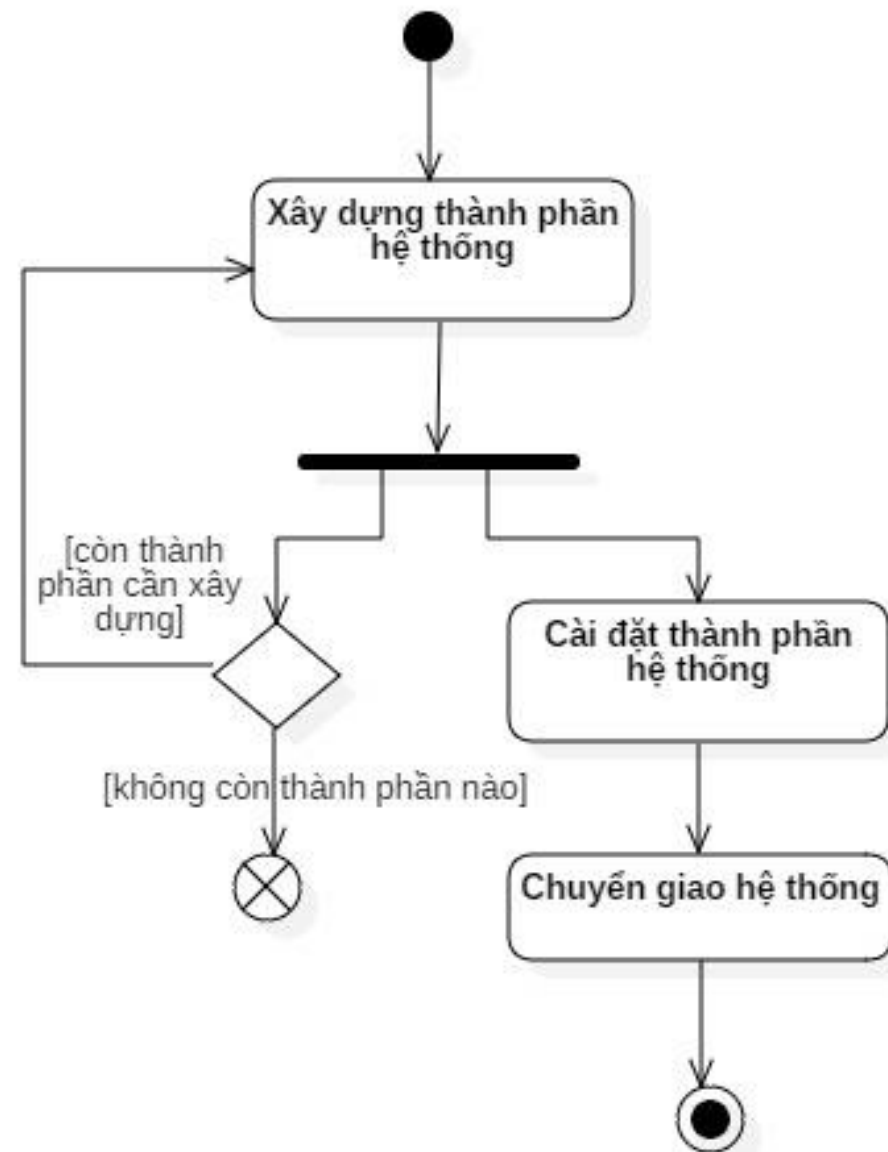 Xây dựng thành phần
hệ thống
[còn thành
phần cần xây
dựng]
Cài đặt thành phần
hệ thống
[không còn thành phần nào]
Chuyển giao hệ thống